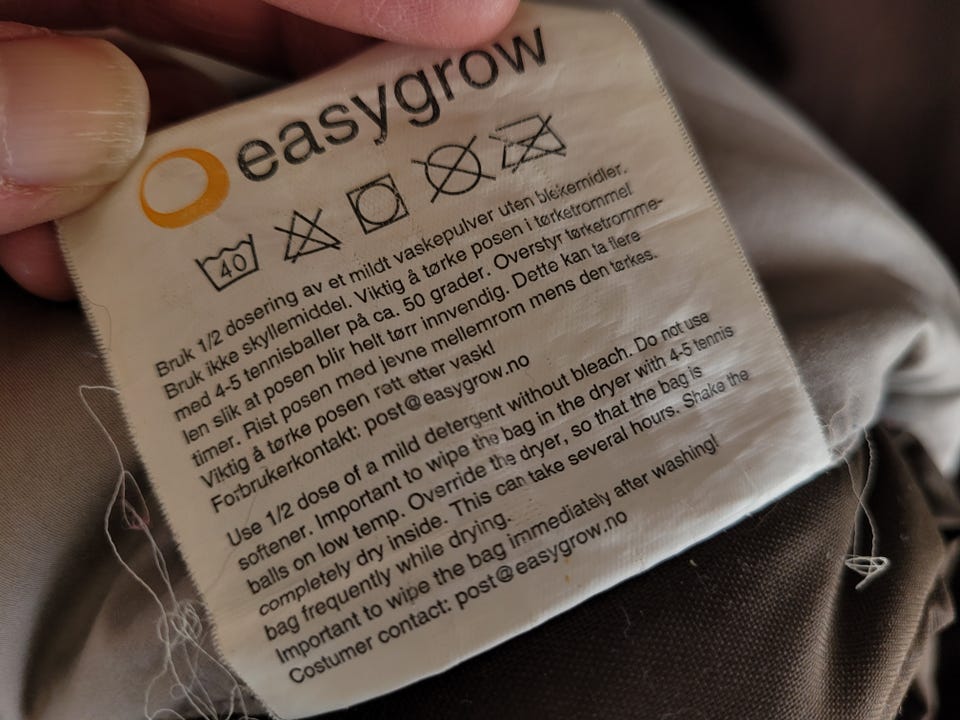 easygrow
40
Bruk 1/2 dosering av et mildt vaskepulver uten blekemidler.
Bruk ikke skyllemiddel. Viktig å tørke posen i tørketrommel
med 4-5 tennisballer på ca. 50 grader. Overstyr tørketromme-
len slik at posen blir helt tørr innvendig. Dette kan ta flere
timer. Rist posen med jevne mellemrom mens den tørkes.
Viktig å tørke posen rett etter vask!
Forbrukerkontakt: post@easygrow.no
Use 1/2 dose of a mild detergent without bleach. Do not use
softener. Important to wipe the bag in the dryer with 4-5 tennis
balls on low temp. Override the dryer, so that the bag is
completely dry inside. This can take several hours. Shake the
bag frequently while drying.
Important to wipe the bag immediately after washing!
Costumer contact: post@easygrow.no